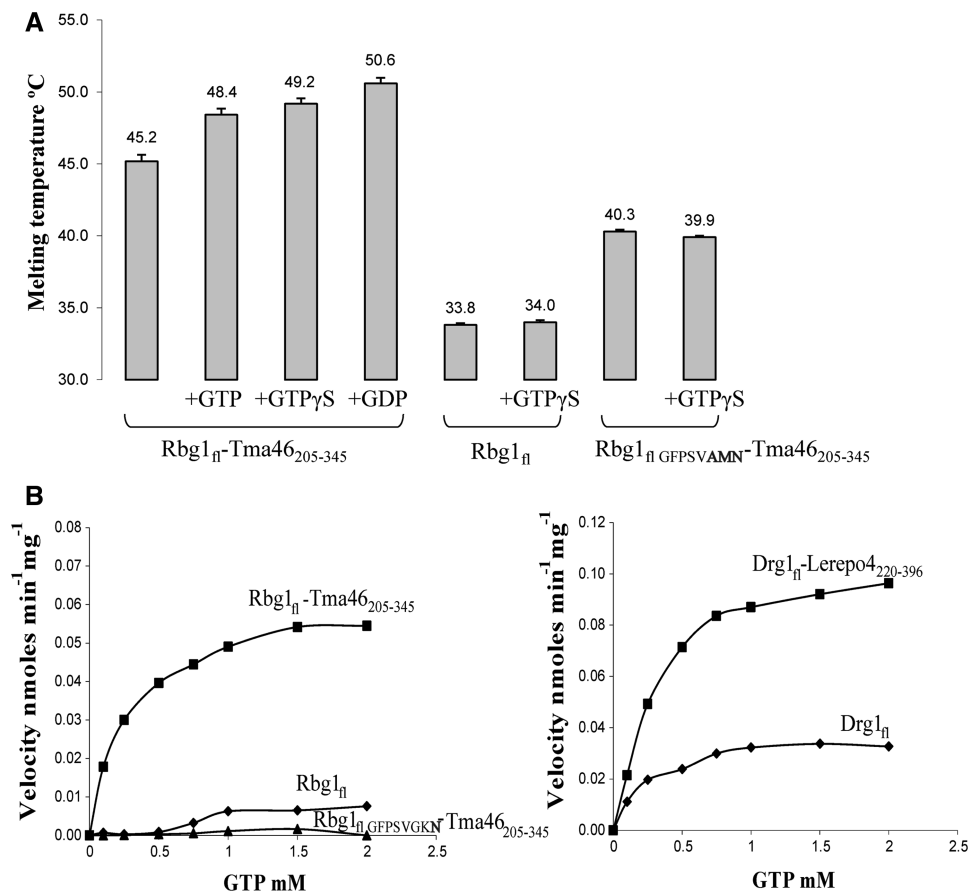 A
Melting temperature ºC
55.0
50.0
45.0
40.0
35.0
30.0
45.2
48.4
49.2
50.6
33.8
34.0
40.3
39.9
+GTP
+GTPγS
+GDP
+GTPγS
+GTPγS
Rbg1fl-Tma46205-345
Rbg1fl
Rbg1fl GFPSVAMN-Tma46205-345
B
Velocity nmoles min-1mg-1
0.08
0.07
0.06
0.05
0.04
0.03
0.02
0.01
0.00
Rbg1fl-Tma46205-345
Rbg1fl
Rbg1fl GFPSVGKN-Tma46205-345
0
0.5
1
1.5
2
2.5
GTP mM
Velocity nmoles min-1mg-1
0.12
0.10
0.08
0.06
0.04
0.02
0.00
Drg1fl-Lerepo4220-396
Drg1fl
0
0.5
1
1.5
2
2.5
GTP mM